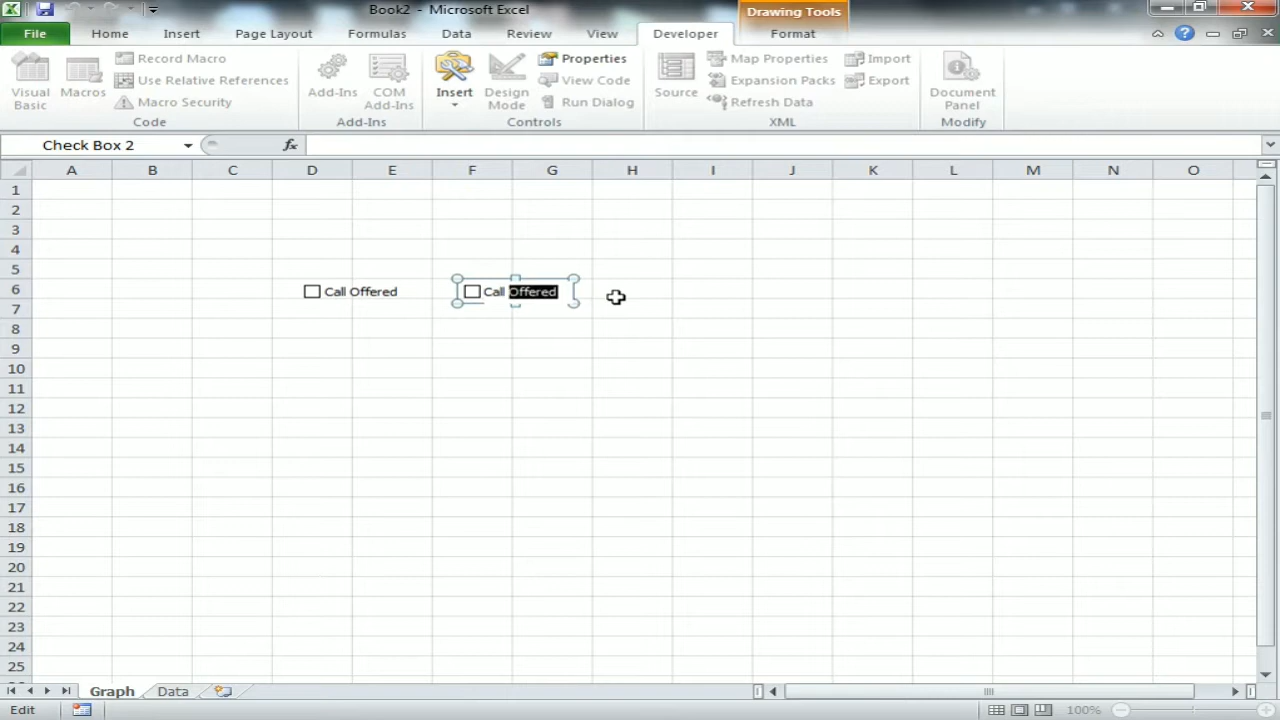 Book2 - Microsoft Excel
Drawing Tools
File Home Insert Page Layout Formulas Data Review View Developer Format
Visual Basic
Macros
Record Macro
Use Relative References
Macro Security
Code
Add-Ins
COM Add-Ins
Add-Ins
Insert
Design Mode
Properties
View Code
Run Dialog
Controls
Source
Map Properties
Expansion Packs
Refresh Data
Import
Export
XML
Document Panel
Modify
Check Box 2
fx
A B C D E F G H I J K L M N O
1
2
3
4
5
6
Call Offered Call Offered
7
8
9
10
11
12
13
14
15
16
17
18
19
20
21
22
23
24
25
Graph Data
Edit 100%